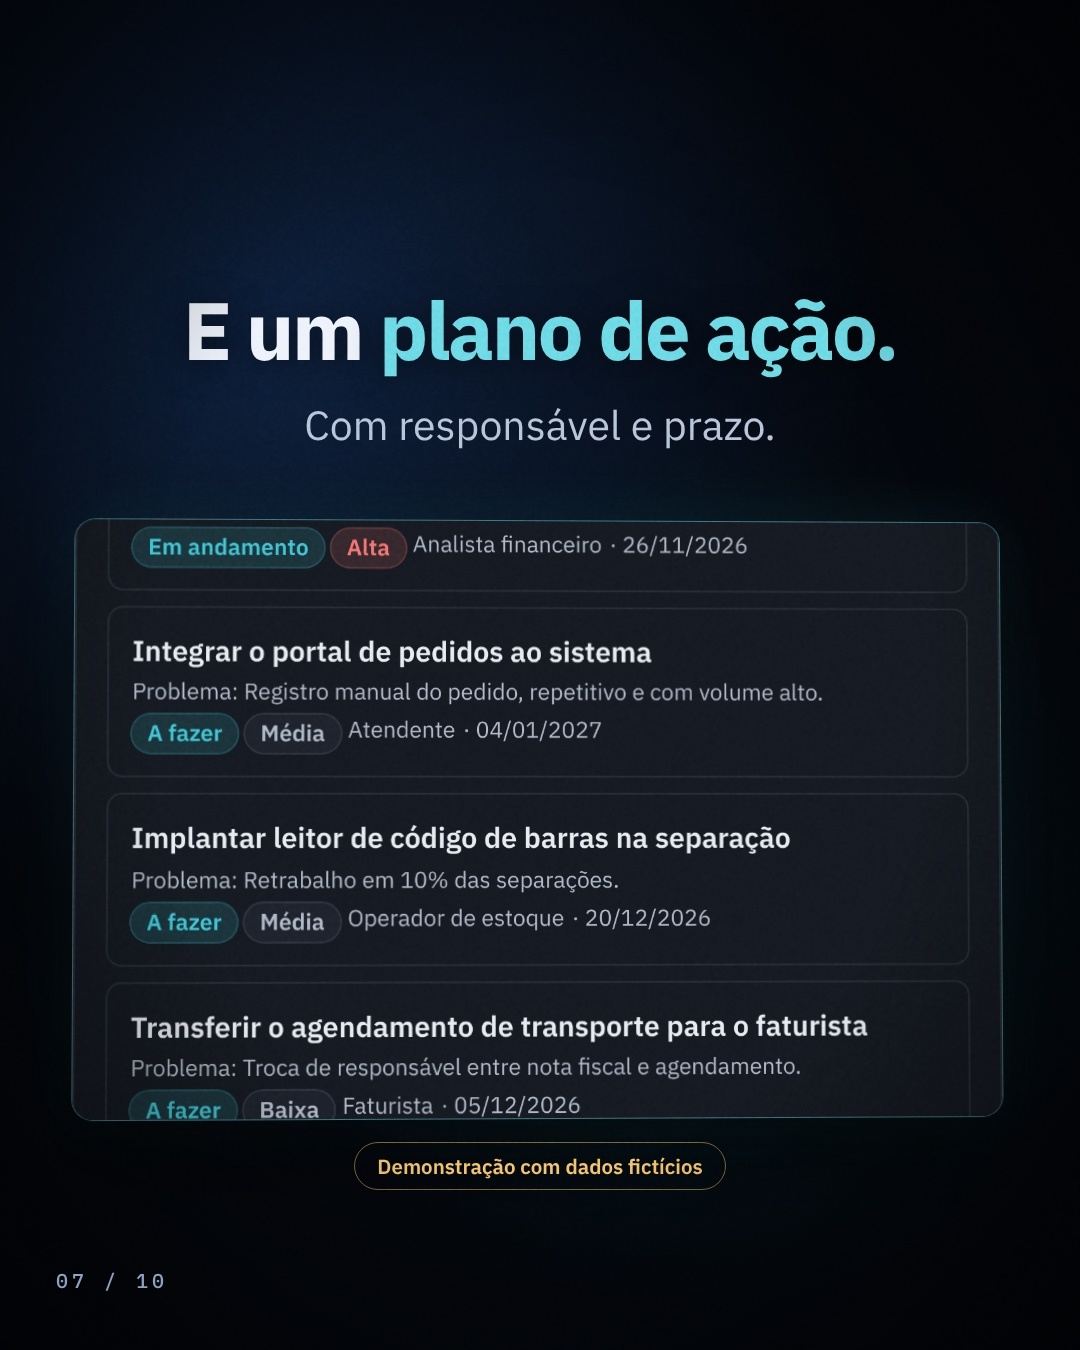 E um plano de ação.
Com responsável e prazo.
Em andamento Alta Analista financeiro · 26/11/2026
Integrar o portal de pedidos ao sistema
Problema: Registro manual do pedido, repetitivo e com volume alto.
A fazer Média Atendente · 04/01/2027
Implantar leitor de código de barras na separação
Problema: Retrabalho em 10% das separações.
A fazer Média Operador de estoque · 20/12/2026
Transferir o agendamento de transporte para o faturista
Problema: Troca de responsável entre nota fiscal e agendamento.
A fazer Baixa Faturista · 05/12/2026
Demonstração com dados fictícios
07 / 10